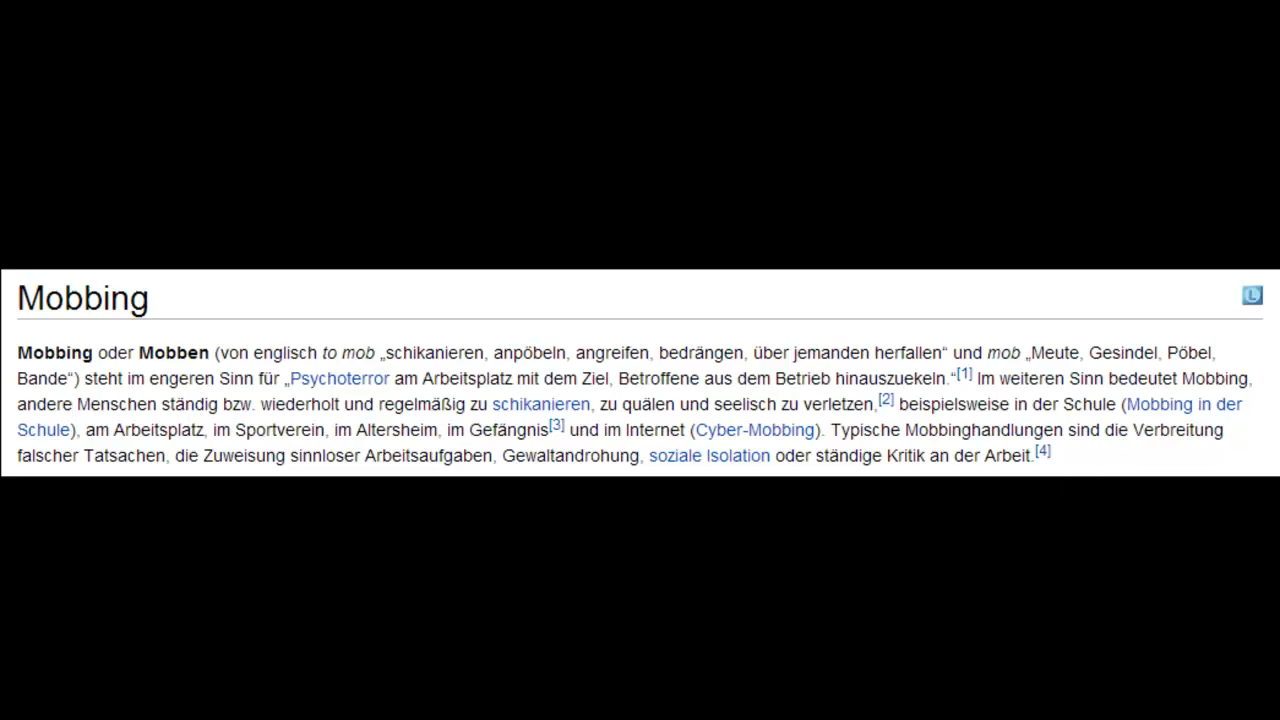 Mobbing
Mobbing oder Mobben (von englisch to mob „schikanieren, anpöbeln, angreifen, bedrängen, über jemanden herfallen“ und mob „Meute, Gesindel, Pöbel,
Bande“) steht im engeren Sinn für „Psychoterror am Arbeitsplatz mit dem Ziel, Betroffene aus dem Betrieb hinauszuekeln.“[1] Im weiteren Sinn bedeutet Mobbing,
andere Menschen ständig bzw. wiederholt und regelmäßig zu schikanieren, zu quälen und seelisch zu verletzen,[2] beispielsweise in der Schule (Mobbing in der
Schule), am Arbeitsplatz, im Sportverein, im Altersheim, im Gefängnis[3] und im Internet (Cyber-Mobbing). Typische Mobbinghandlungen sind die Verbreitung
falscher Tatsachen, die Zuweisung sinnloser Arbeitsaufgaben, Gewaltandrohung, soziale Isolation oder ständige Kritik an der Arbeit.[4]